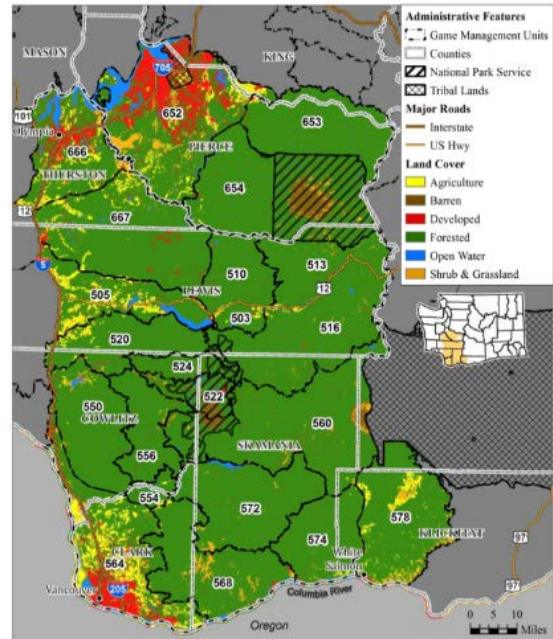 Administrative Features
Game Management Units
Counties
National Park Service
Tribal Lands
Major Roads
Interstate
US Hwy
Land Cover
Agriculture
Barren
Developed
Forested
Open Water
Shrub & Grassland
MASON
KING
705
101
652
653
Olympia
PIERCE
666
THURSTON
654
12
667
5
510
513
LEWIS
12
505
503
516
520
524
522
550
COWLITZ
560
SKAMANIA
556
554
572
578
574
KLICKITAT
97
564
CLARK
White
Salmon
568
97
Vancouver
205
Columbia River
Oregon
0 5 10
Miles